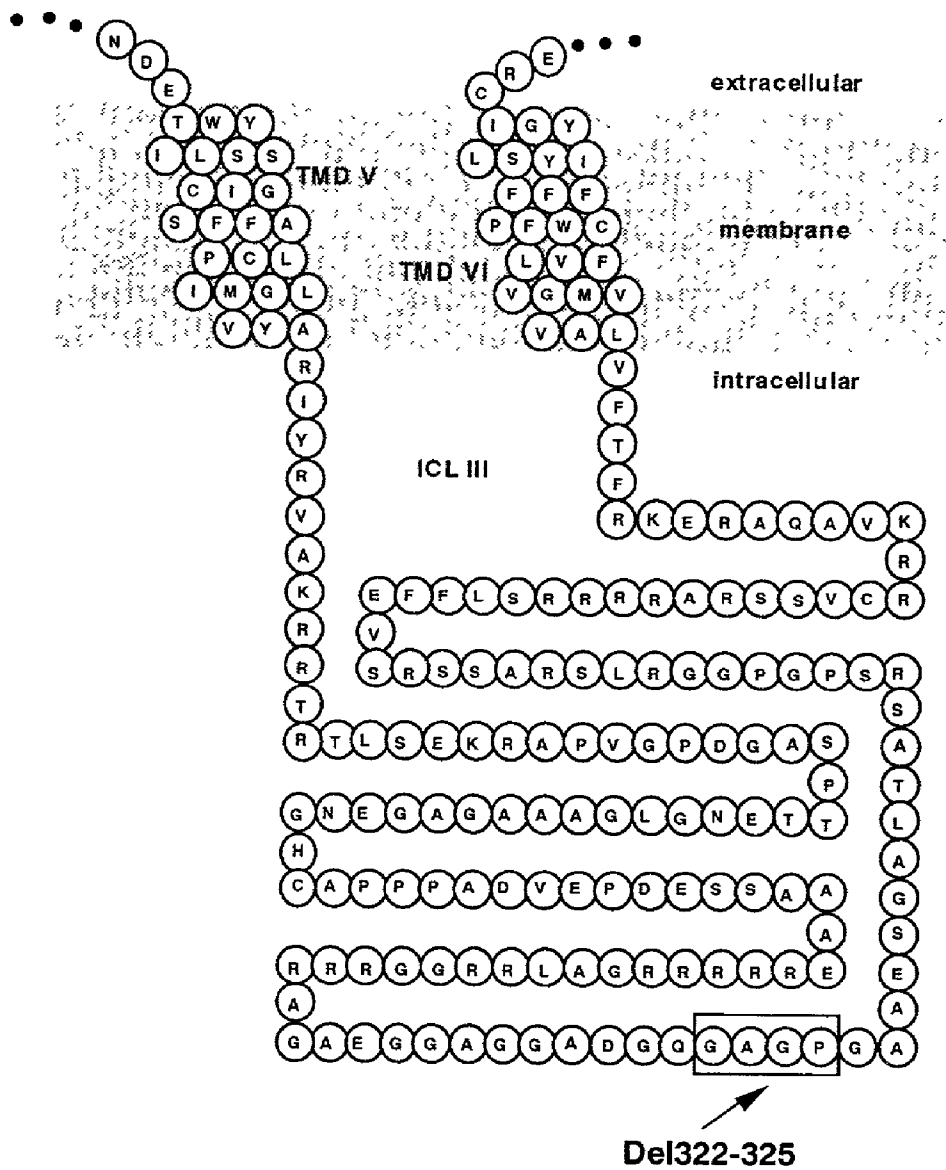 N
D
E
T W Y
I L S S
C I G
S F F A
P C L
I M G L
V Y A
R
I
Y
R
V
A
K
R
R
T
R T L S E K R A P V G P D G A S
P
G N E G A G A A A G L G N E T T
H
C A P P P A D V E P D E S S A A
A
R R R G G R R L A G R R R R R E
A
G A E G G A G G A D G Q G A G P G A
A
E
S
G
A
L
T
A
S
S R S S A R S L R G G P G P S R
V
E F F L S R R R R A R S S V C R
R
R K E R A Q A V K
F
T
F
V
V A L
V G M V
L V F
P F W C
F F F
L S Y I
I G Y
C
R
E
TMD V
TMD VI
extracellular
membrane
intracellular
ICL III
Del322-325